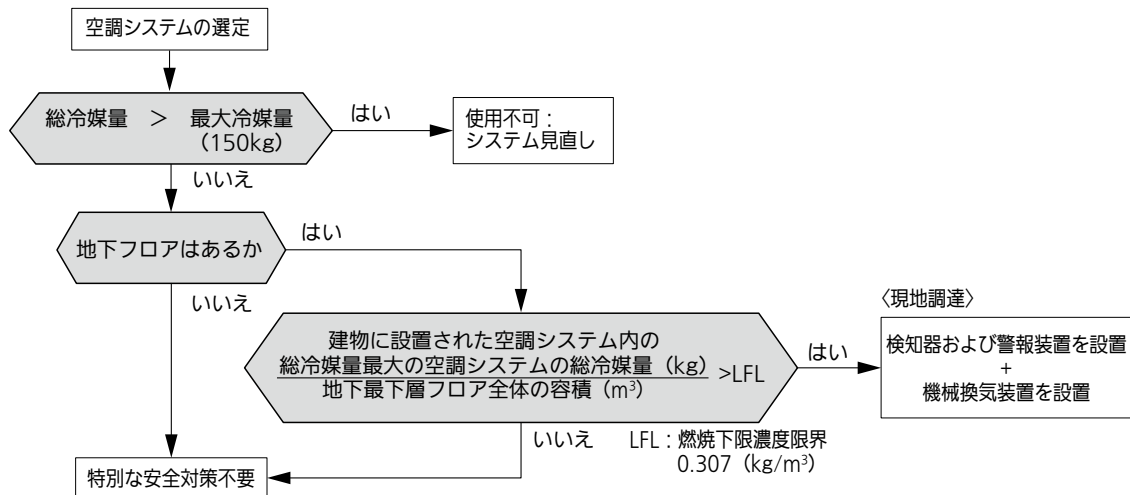 空調システムの選定
総冷媒量 > 最大冷媒量
(150kg)
はい
使用不可:
システム見直し
いいえ
地下フロアはあるか
はい
いいえ
建物に設置された空調システム内の
総冷媒量最大の空調システムの総冷媒量(kg)
地下最下層フロア全体の容積(m³)
>LFL
はい
〈現地調達〉
検知器および警報装置を設置
+
機械換気装置を設置
いいえ
LFL:燃焼下限濃度限界
0.307(kg/m³)
特別な安全対策不要